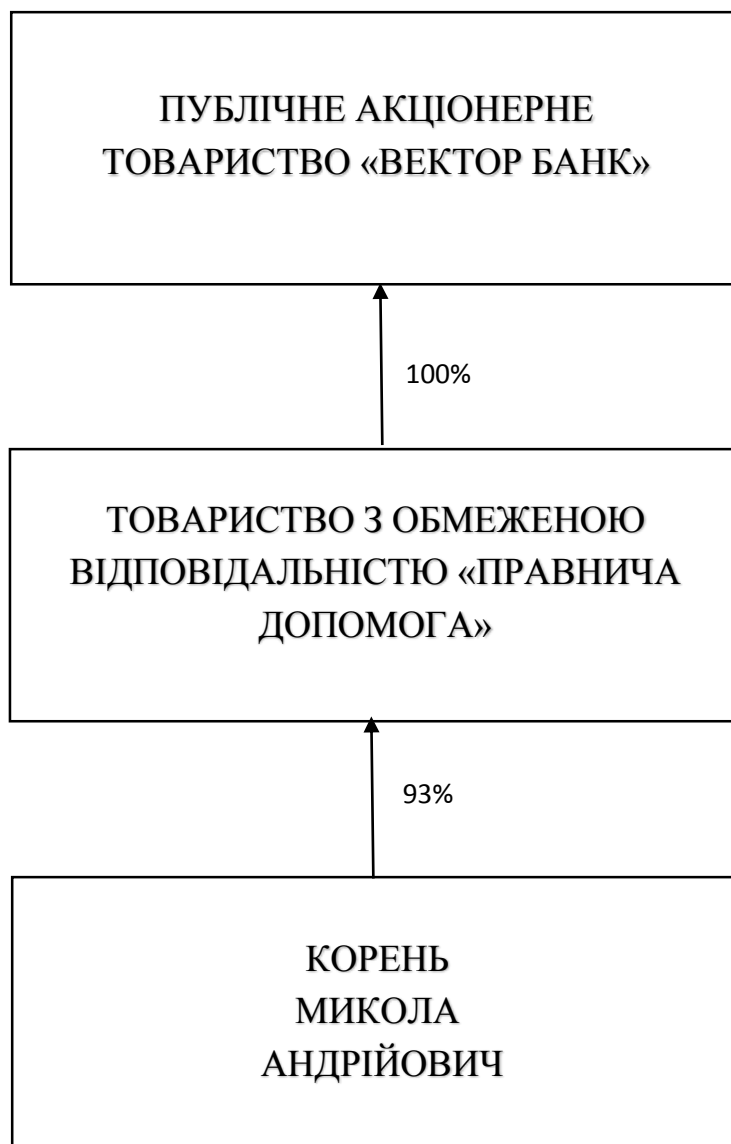 ПУБЛІЧНЕ АКЦІОНЕРНЕ
ТОВАРИСТВО «ВЕКТОР БАНК»
100%
ТОВАРИСТВО З ОБМЕЖЕНОЮ
ВІДПОВІДАЛЬНІСТЮ «ПРАВНИЧА
ДОПОМОГА»
93%
КОРЕНЬ
МИКОЛА
АНДРІЙОВИЧ